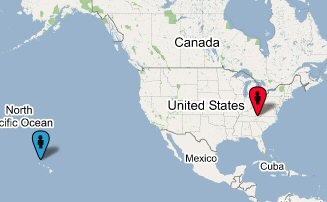 Canada
United States
North
cific Ocean
Mexico
Cuba